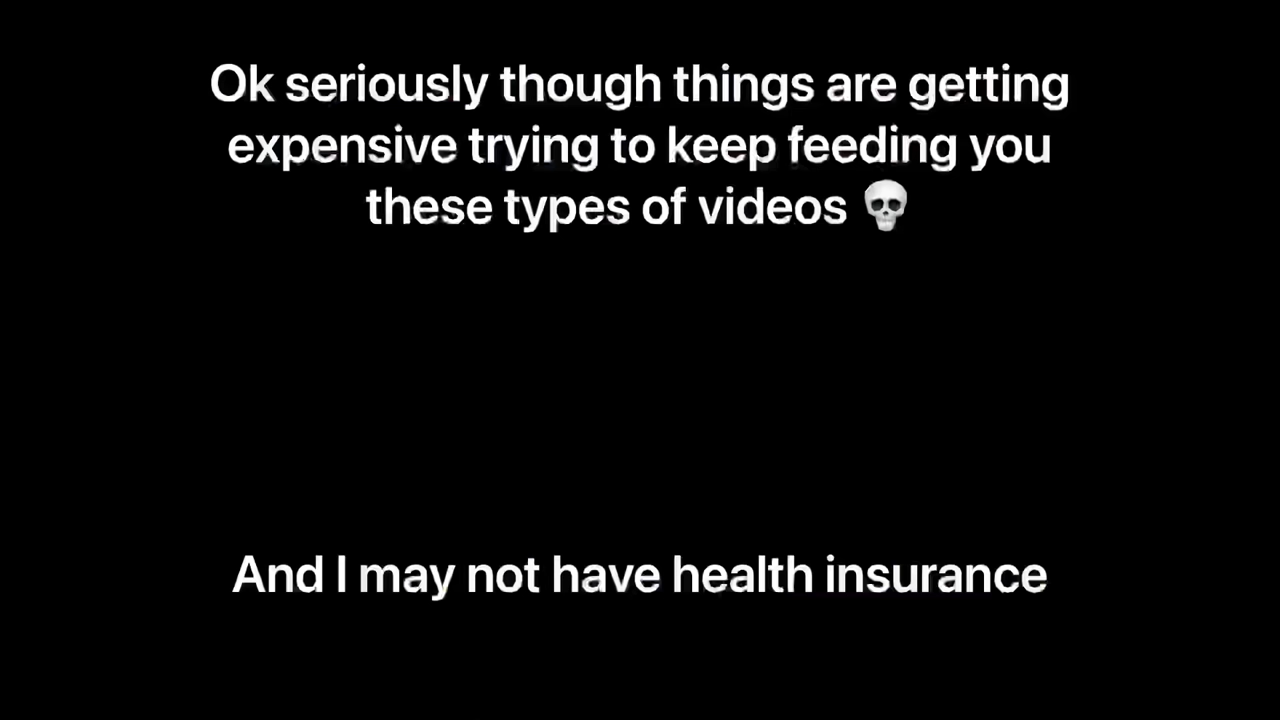 Ok seriously though things are getting
expensive trying to keep feeding you
these types of videos 💀
And I may not have health insurance